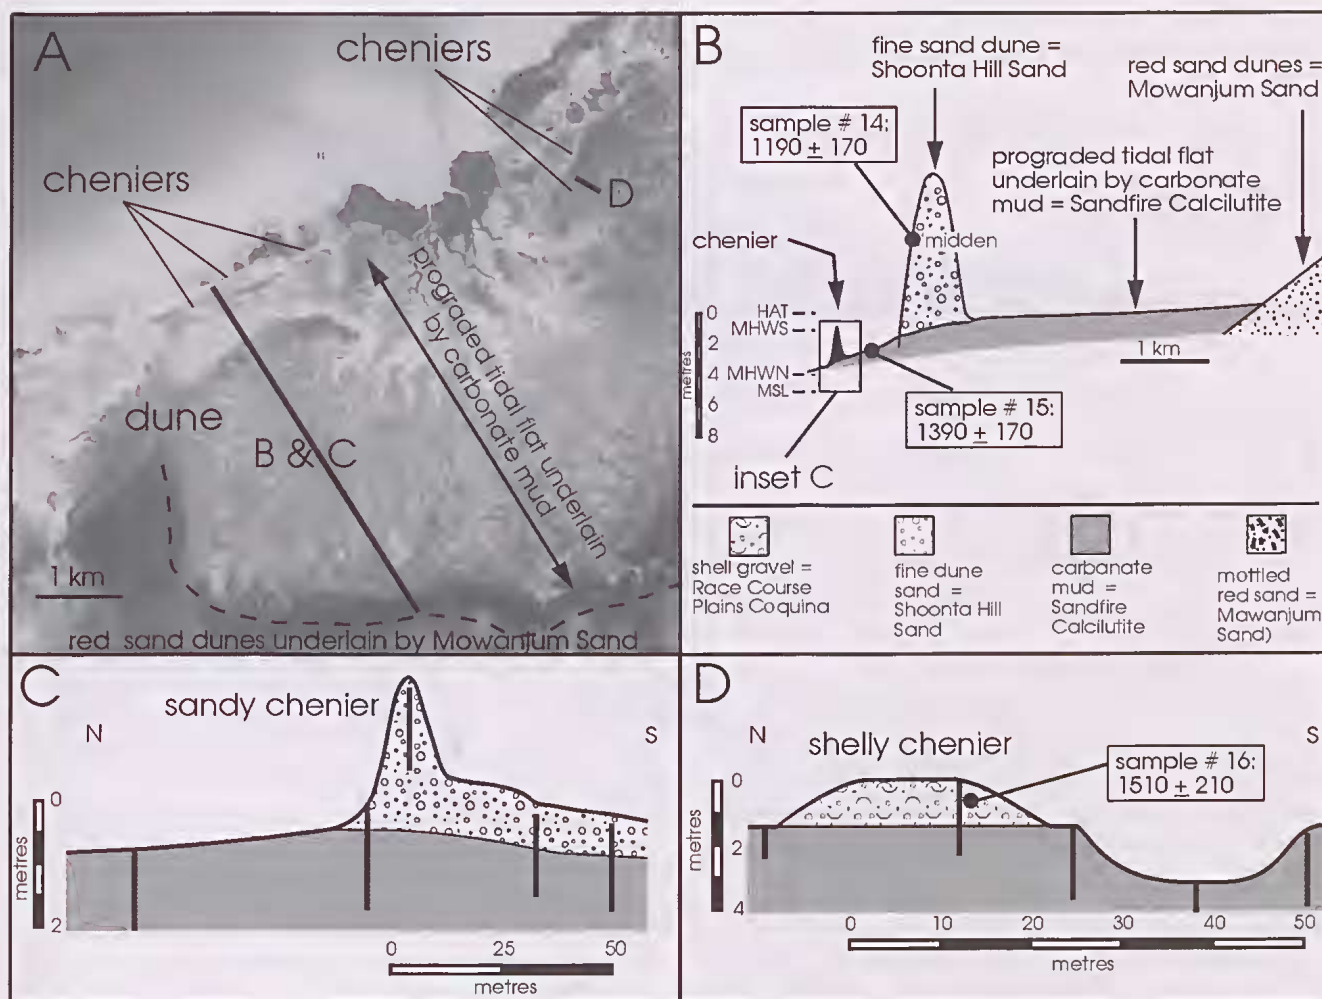 A
cheniers
cheniers
D
prograded tidal flat underlain
by carbonate mud
dune
B & C
1 km
red sand dunes underlain by Mowanjum Sand
B
fine sand dune =
Shoonta Hill Sand
red sand dunes =
Mowanjum Sand
sample # 14:
1190 ± 170
prograded tidal flat
underlain by carbonate
mud = Sandfire Calcilutite
chenier
midden
0
2
4
6
8
metres
HAT
MHWS
MHWN
MSL
1 km
sample # 15:
1390 ± 170
inset C
shell gravel =
Race Course
Plains Coquina
fine dune
sand =
Shoonta Hill
Sand
carbanate
mud =
Sandfire
Calcilutite
mottled
red sand =
Mawanjum
Sand)
C
sandy chenier
N
S
0
2
metres
0 25 50
metres
D
N
S
shelly chenier
sample # 16:
1510 ± 210
0
2
4
metres
0 10 20 30 40 50
metres